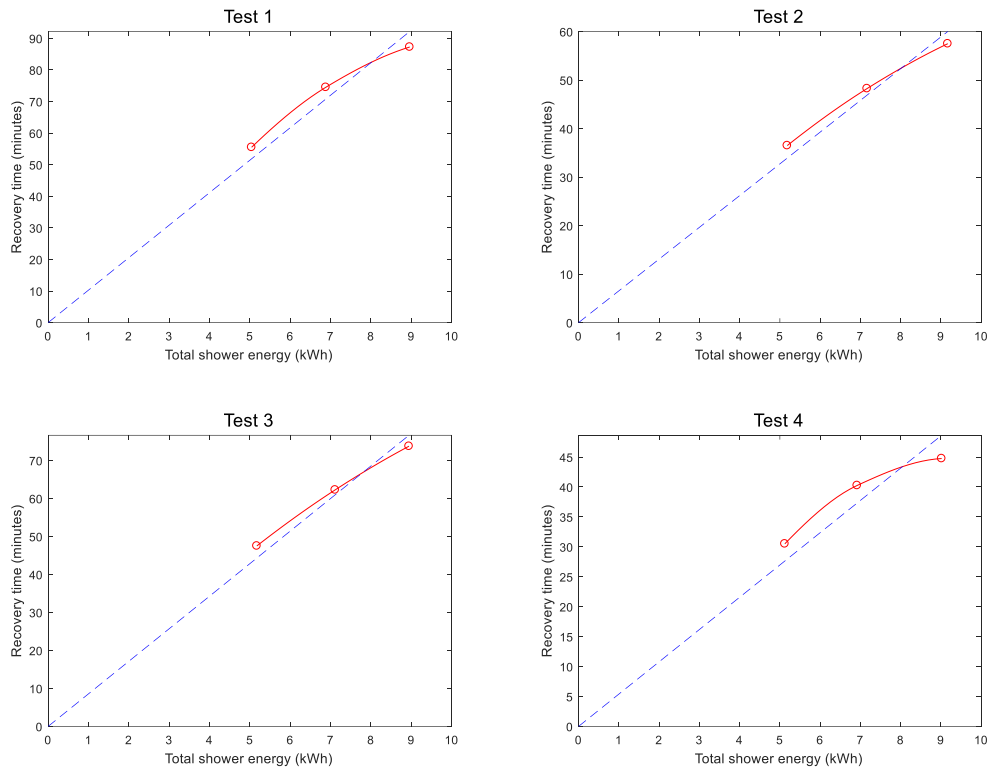 Test 1
90
80
70
60
50
40
30
20
10
0
0 1 2 3 4 5 6 7 8 9 10
Total shower energy (kWh)
Recovery time (minutes)
Test 2
60
50
40
30
20
10
0
0 1 2 3 4 5 6 7 8 9 10
Total shower energy (kWh)
Recovery time (minutes)
Test 3
70
60
50
40
30
20
10
0
0 1 2 3 4 5 6 7 8 9 10
Total shower energy (kWh)
Recovery time (minutes)
Test 4
45
40
35
30
25
20
15
10
5
0
0 1 2 3 4 5 6 7 8 9 10
Total shower energy (kWh)
Recovery time (minutes)